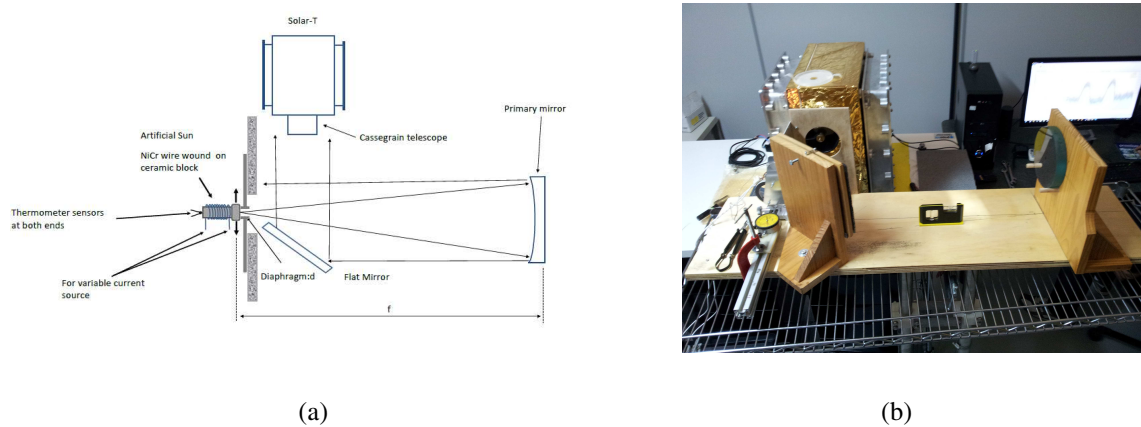 Solar-T
Primary mirror
Cassegrain telescope
Artificial Sun
NiCr wire wound on
ceramic block
Thermometer sensors
at both ends
Diaphragm:d
Flat Mirror
For variable current
source
f
(a)
(b)